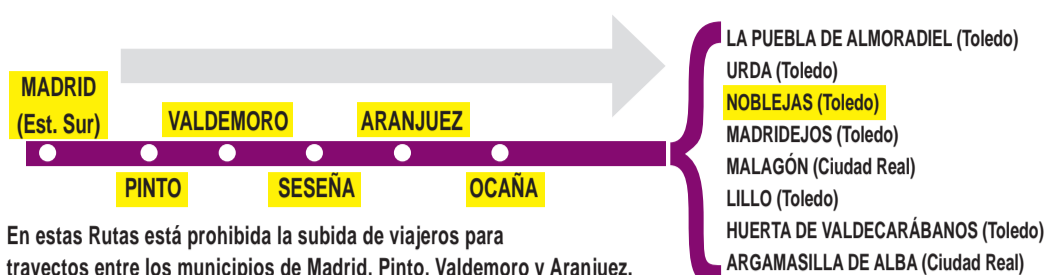 MADRID
(Est. Sur)
VALDEMORO
ARANJUEZ
PINTO
SESEÑA
OCAÑA
LA PUEBLA DE ALMORADIEL (Toledo)
URDA (Toledo)
NOBLEJAS (Toledo)
MADRIDEJOS (Toledo)
MALAGÓN (Ciudad Real)
LILLO (Toledo)
HUERTA DE VALDECARÁBANOS (Toledo)
ARGAMASILLA DE ALBA (Ciudad Real)
En estas Rutas está prohibida la subida de viajeros para
trayectos entre los municipios de Madrid, Pinto, Valdemoro y Aranjuez.